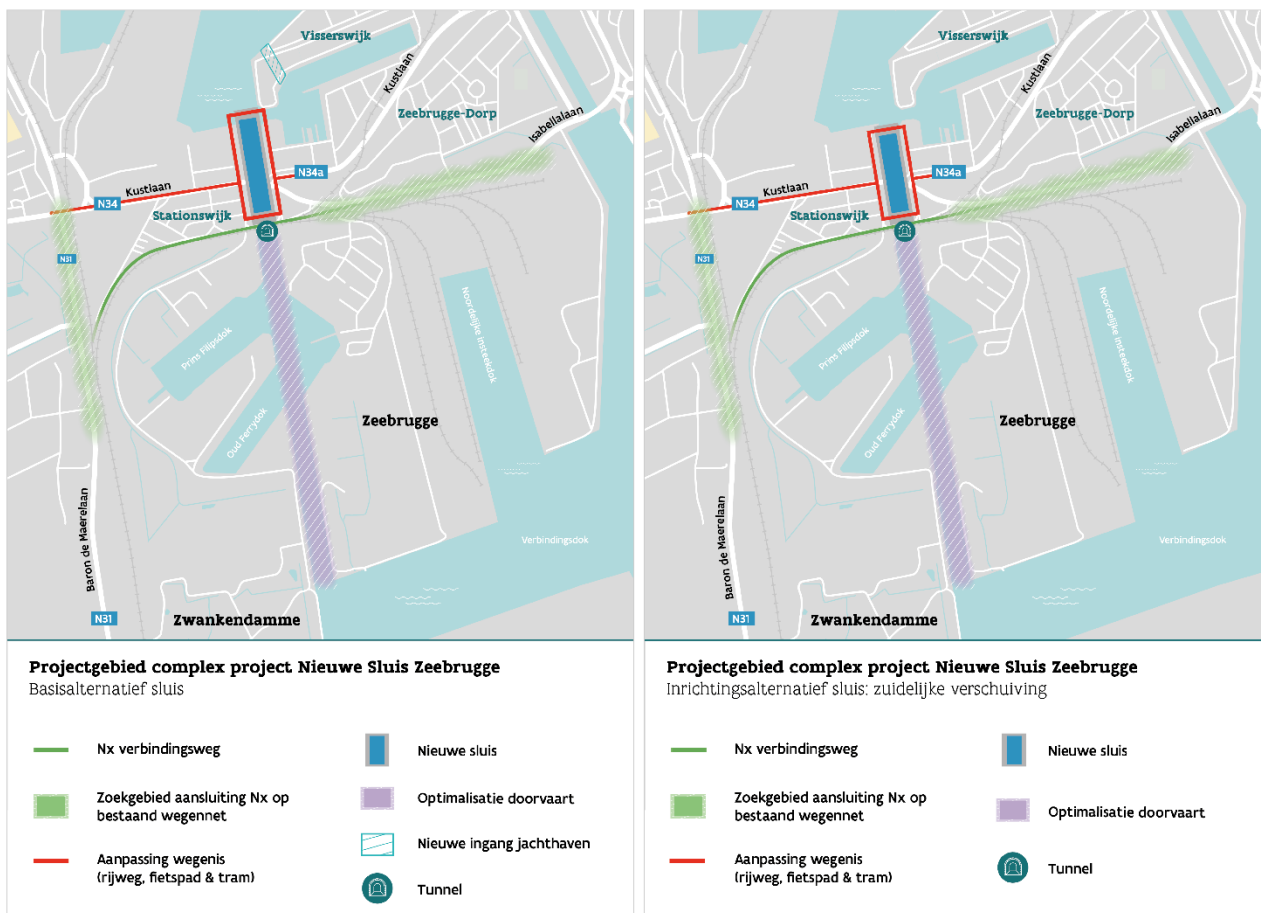 Visserswijk
Kustlaan
Zeebrugge-Dorp
Isabellalaan
N34a
Kustlaan
N34
Stationswijk
N31
Prins Filipsdok
Noordelijke insteekdok
Oud Ferrydok
Zeebrugge
Baron de Maerelaan
Verbindingsdok
N31
Zwankendamme
Projectgebied complex project Nieuwe Sluis Zeebrugge
Basisalternatief sluis
Nx verbindingsweg
Zoekgebied aansluiting Nx op
bestaand wegennet
Aanpassing wegenis
(rijweg, fietspad & tram)
Nieuwe sluis
Optimalisatie doorvaart
Nieuwe ingang jachthaven
Tunnel
Visserswijk
Kustlaan
Zeebrugge-Dorp
Isabellalaan
N34a
Kustlaan
N34
Stationswijk
N31
Prins Filipsdok
Noordelijke insteekdok
Oud Ferrydok
Zeebrugge
Baron de Maerelaan
Verbindingsdok
N31
Zwankendamme
Projectgebied complex project Nieuwe Sluis Zeebrugge
Inrichtingsalternatief sluis: zuidelijke verschuiving
Nx verbindingsweg
Zoekgebied aansluiting Nx op
bestaand wegennet
Aanpassing wegenis
(rijweg, fietspad & tram)
Nieuwe sluis
Optimalisatie doorvaart
Tunnel